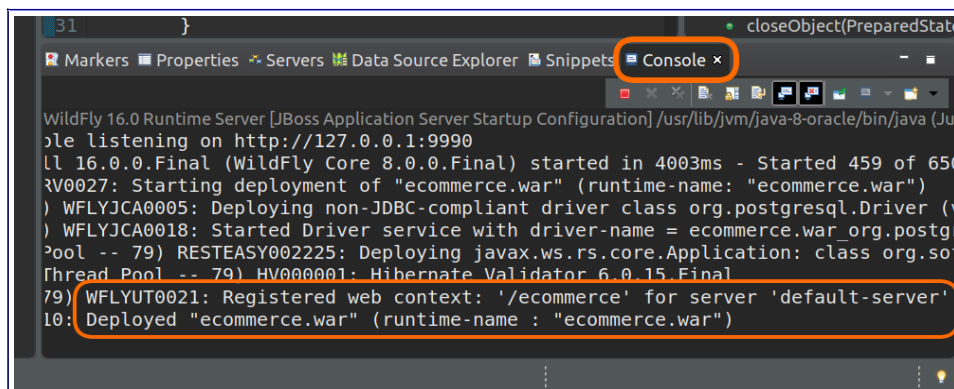 31 }
closeObject(PreparedState
Markers Properties Servers Data Source Explorer Snippets Console
WildFly 16.0 Runtime Server [JBoss Application Server Startup Configuration] /usr/lib/jvm/java-8-oracle/bin/java (Ju
ole listening on http://127.0.0.1:9990
ll 16.0.0.Final (WildFly Core 8.0.0.Final) started in 4003ms - Started 459 of 650
RV0027: Starting deployment of "ecommerce.war" (runtime-name: "ecommerce.war")
) WFLYJCA0005: Deploying non-JDBC-compliant driver class org.postgresql.Driver (v
) WFLYJCA0018: Started Driver service with driver-name = ecommerce.war_org.postgr
Pool -- 79) RESTEASY002225: Deploying javax.ws.rs.core.Application: class org.sof
Thread Pool -- 79) HV000001: Hibernate Validator 6.0.15.Final
79) WFLYUT0021: Registered web context: '/ecommerce' for server 'default-server'
10: Deployed "ecommerce.war" (runtime-name : "ecommerce.war")